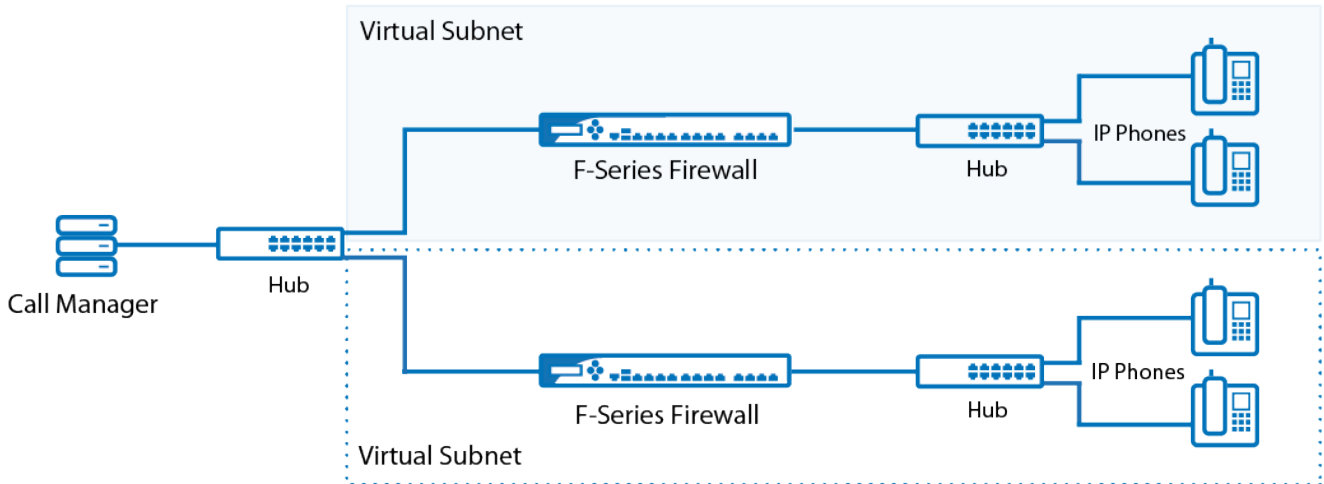 Virtual Subnet
IP Phones
F-Series Firewall
Hub
Call Manager
Hub
IP Phones
F-Series Firewall
Hub
Virtual Subnet